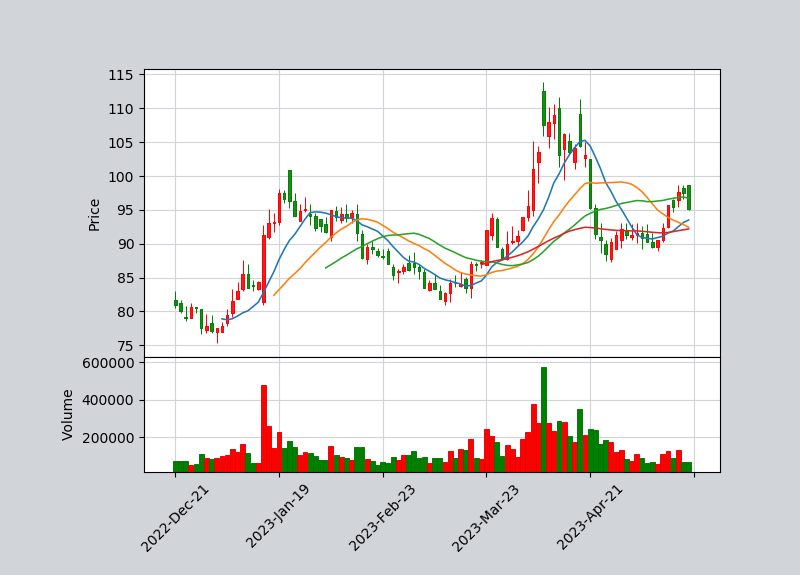 115
110
105
100
95
90
85
80
75
Price
600000
400000
200000
Volume
2022-Dec-21
2023-Jan-19
2023-Feb-23
2023-Mar-23
2023-Apr-21